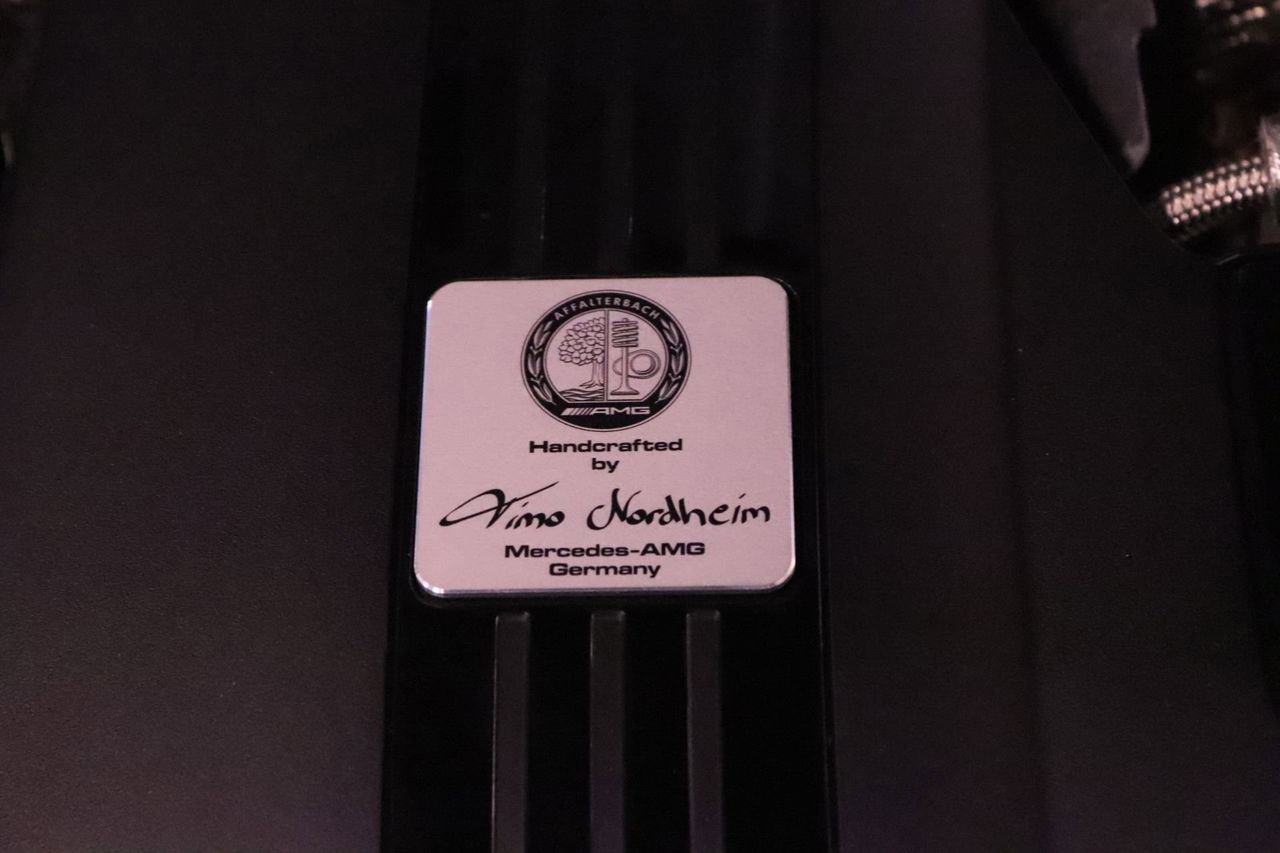 AFFALTERBACH
AMG
Handcrafted
by
Timo Nordheim
Mercedes-AMG
Germany